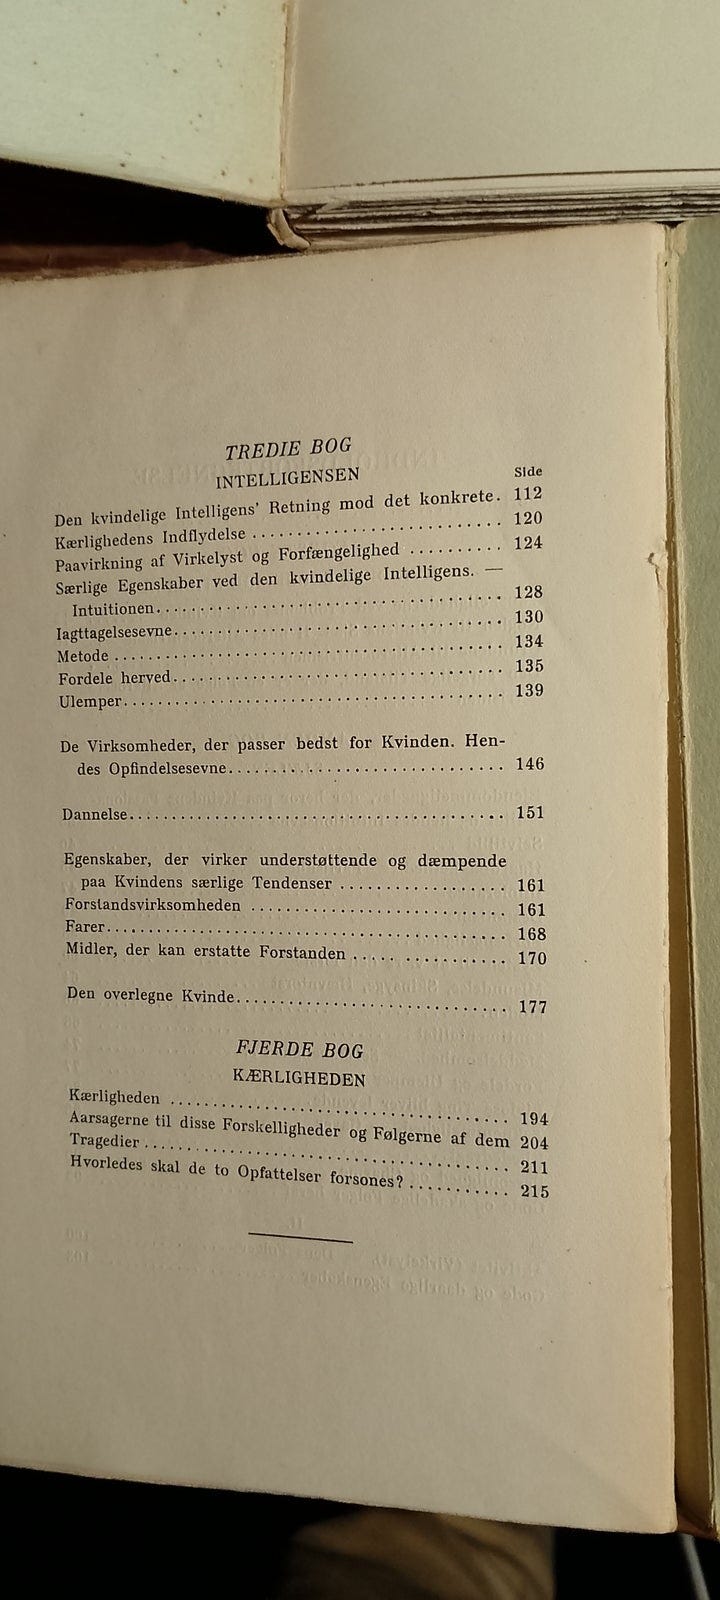 TREDIE BOG
INTELLIGENSEN
Side
Den kvindelige Intelligens' Retning mod det konkrete. 112
Kærlighedens Indflydelse .............................. 120
Paavirkning af Virkelyst og Forfængelighed .......... 124
Særlige Egenskaber ved den kvindelige Intelligens. —
Intuitionen....................................... 128
Iagttagelsesevne..................................... 130
Metode ............................................. 134
Fordele herved...................................... 135
Ulemper............................................ 139
De Virksomheder, der passer bedst for Kvinden. Hen-
des Opfindelsesevne................................ 146
Dannelse............................................ 151
Egenskaber, der virker understøttende og dæmpende
paa Kvindens særlige Tendenser .................... 161
Forstandsvirksomheden .............................. 161
Farer................................................ 168
Midler, der kan erstatte Forstanden ..... ............ 170
Den overlegne Kvinde................................ 177
FJERDE BOG
KÆRLIGHEDEN
Kærligheden ........................................ 194
Aarsagerne til disse Forskelligheder og Følgerne af dem 204
Tragedier ........................................... 211
Hvorledes skal de to Opfattelser forsones? ............ 215